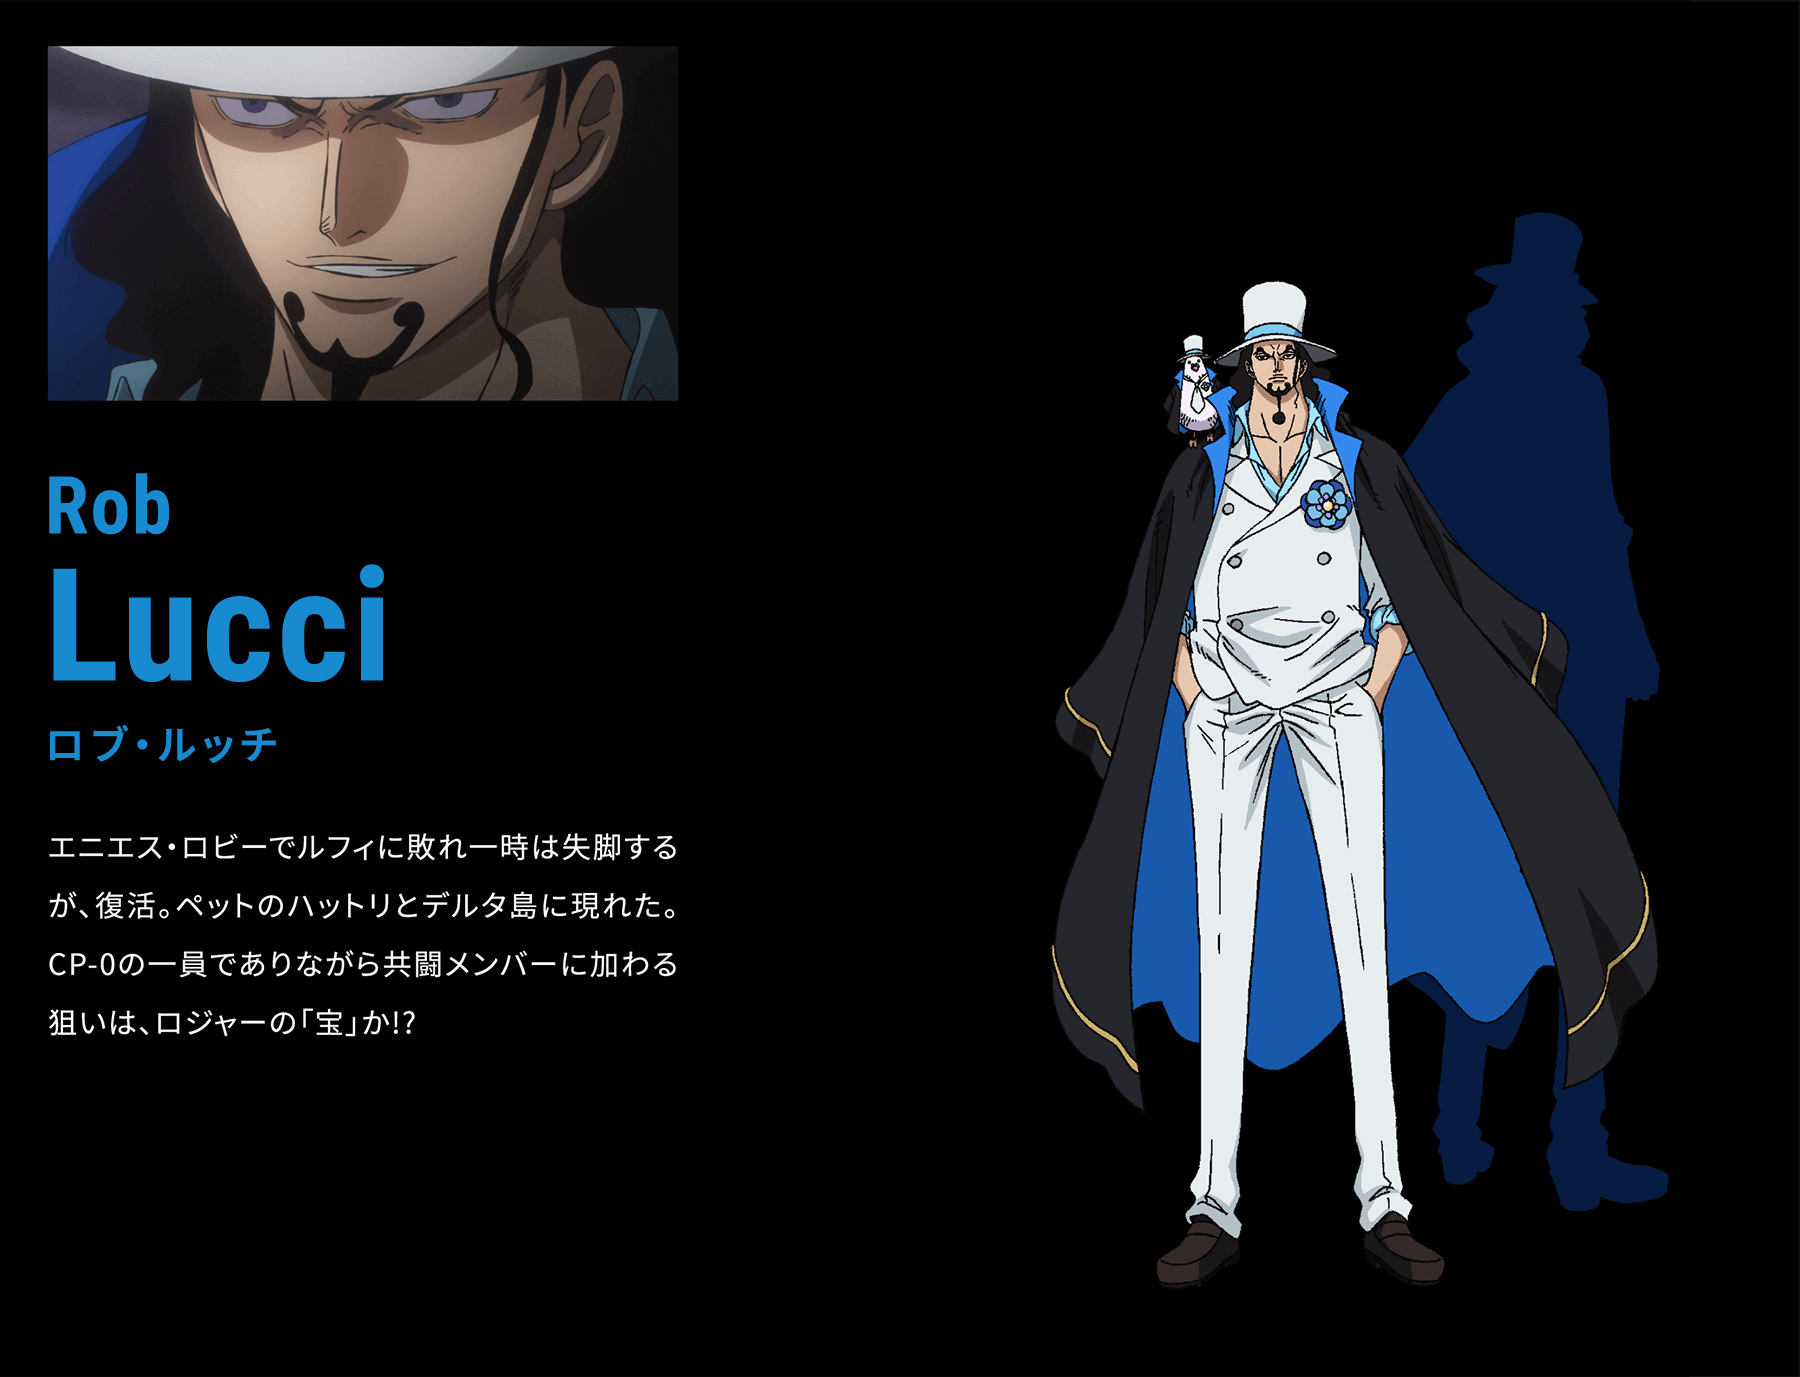 Rob
Lucci
ロブ・ルッチ
エニエス・ロビーでルフィに敗れ一時は失脚する
が、復活。ペットのハットリとデルタ島に現れた。
CP-0の一員でありながら共闘メンバーに加わる
狙いは、ロジャーの「宝」か!?